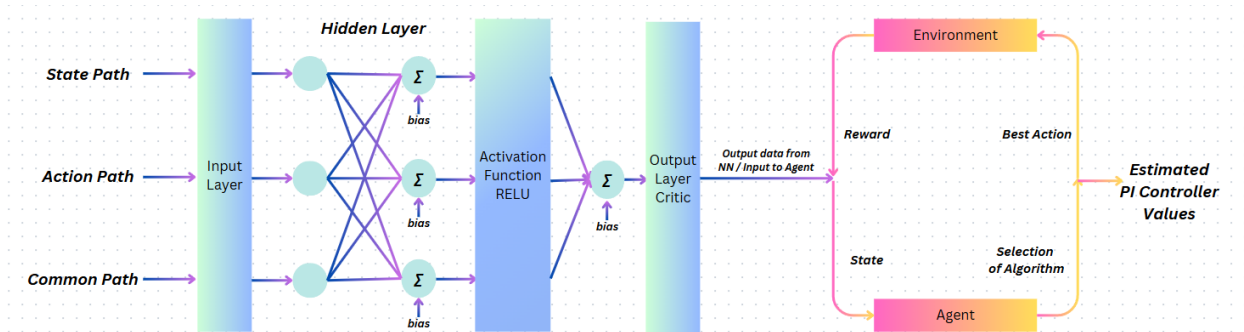 Hidden Layer
State Path
Action Path
Common Path
Input
Layer
Σ
bias
Σ
bias
Σ
bias
Activation
Function
RELU
Σ
bias
Output
Layer
Critic
Output data from
NN / Input to Agent
Environment
Reward
Best Action
State
Selection
of Algorithm
Agent
Estimated
PI Controller
Values